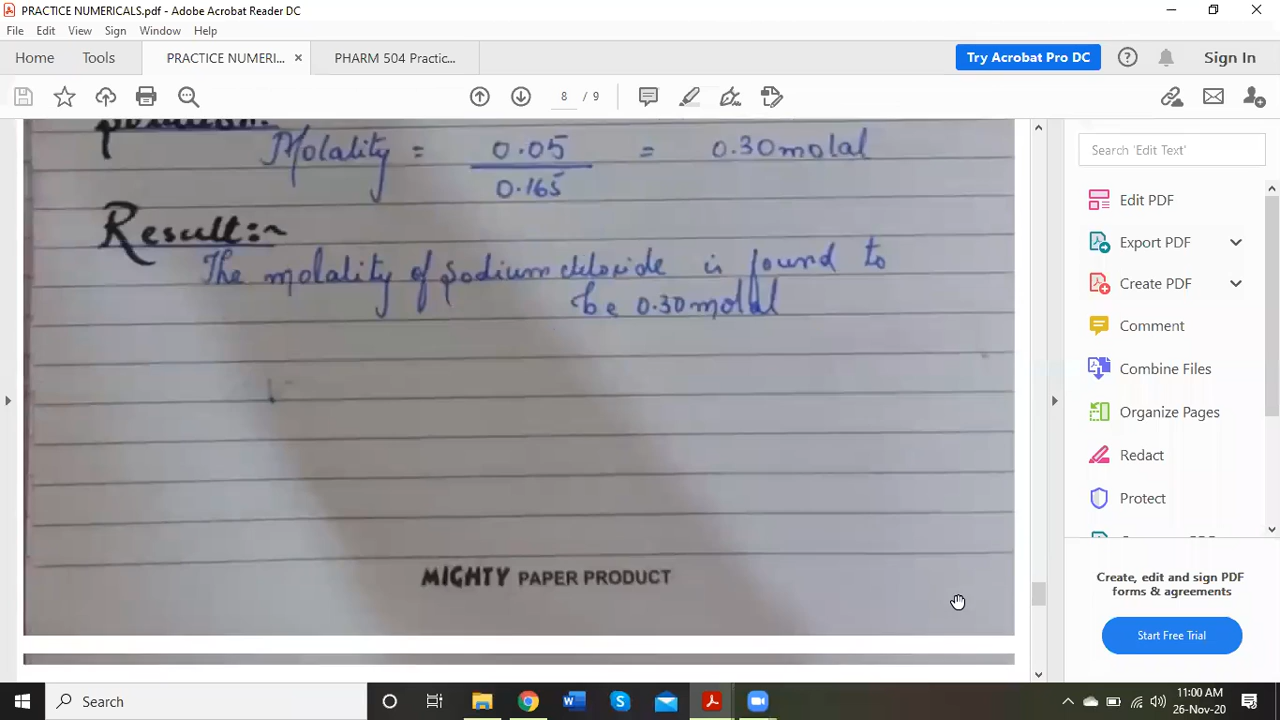 PRACTICE NUMERICALS.pdf - Adobe Acrobat Reader DC
File Edit View Sign Window Help
Home Tools PRACTICE NUMERI... × PHARM 504 Practic...
Try Acrobat Pro DC Sign In
8 / 9
Molality = 0.05 = 0.30 molal
0.165
Result:~
The molality of sodium chloride is found to
be 0.30 molal
MIGHTY PAPER PRODUCT
Search 'Edit Text'
Edit PDF
Export PDF
Create PDF
Comment
Combine Files
Organize Pages
Redact
Protect
Create, edit and sign PDF
forms & agreements
Start Free Trial
Search
11:00 AM
26-Nov-20